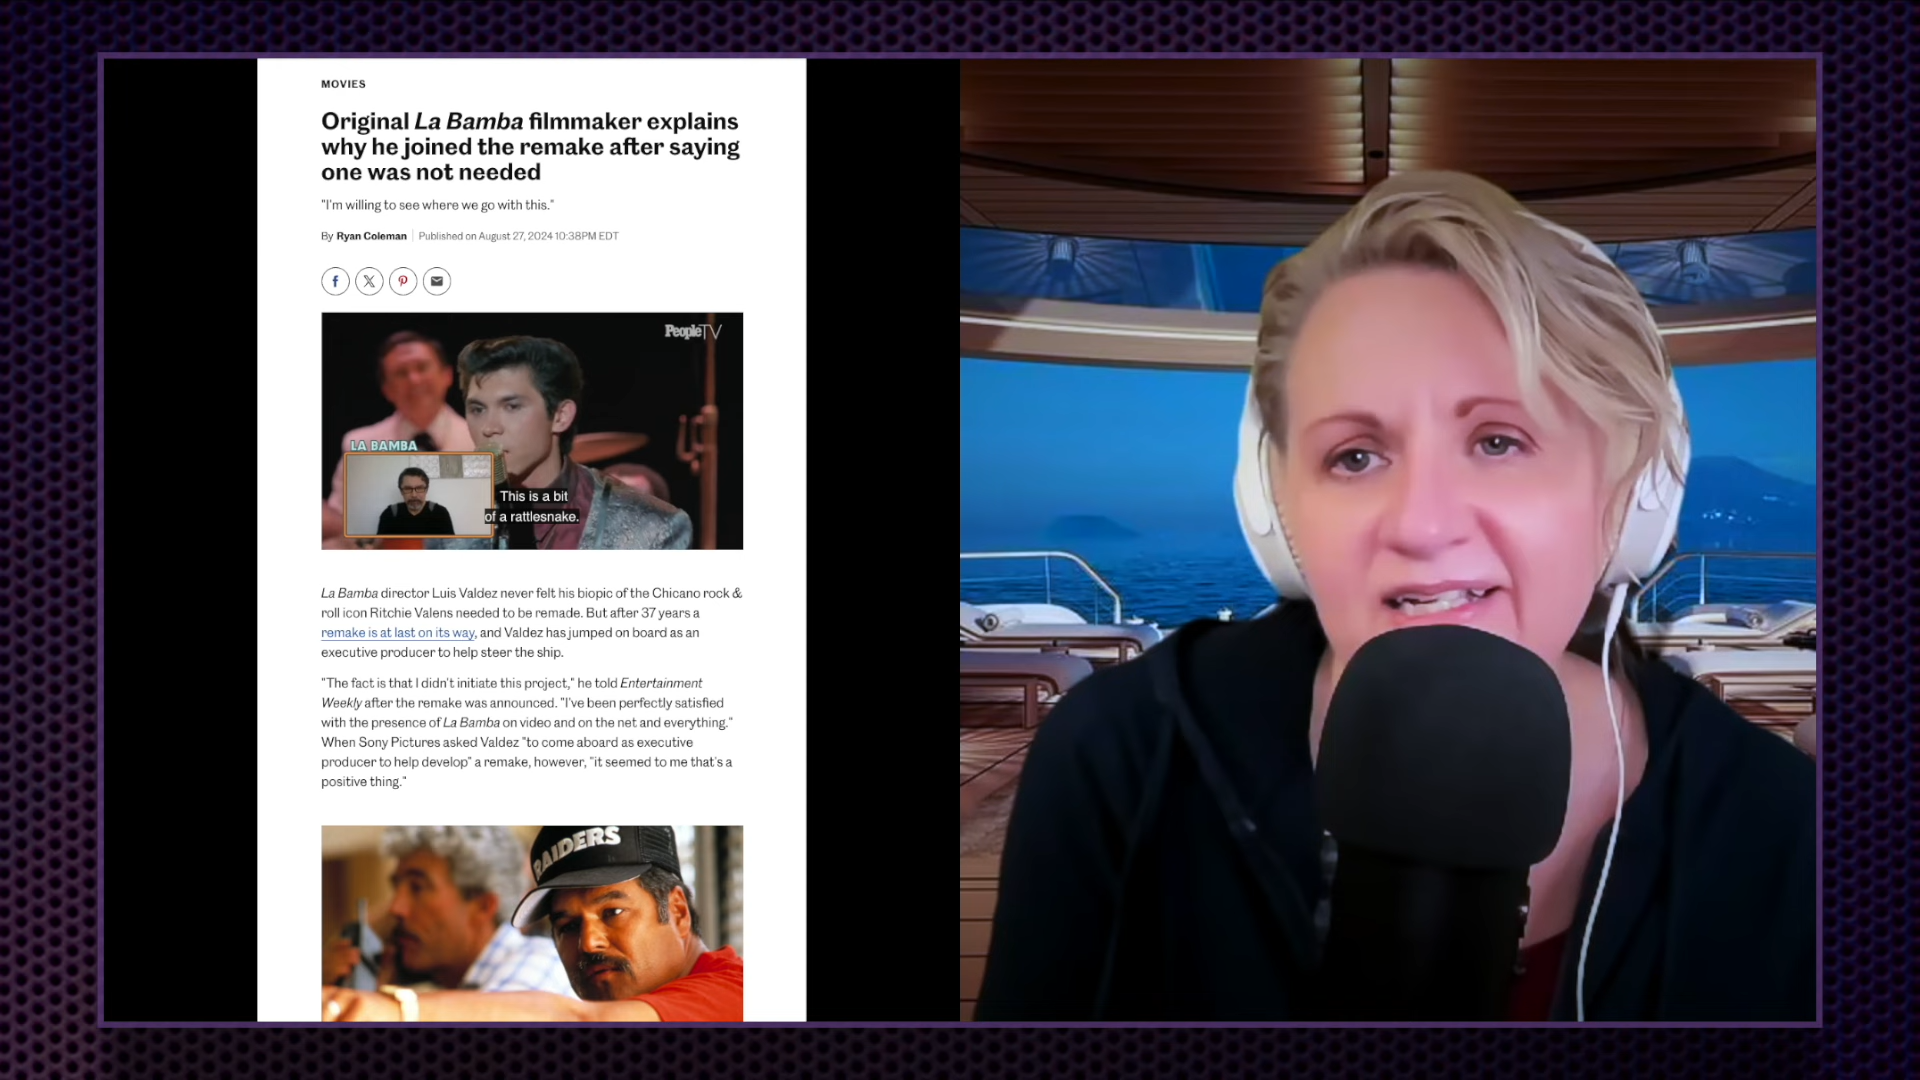 MOVIES
Original La Bamba filmmaker explains
why he joined the remake after saying
one was not needed
"I'm willing to see where we go with this."
By Ryan Coleman | Published on August 27, 2024 10:38PM EDT
PeopleTV
LA BAMBA
This is a bit
of a rattlesnake.
La Bamba director Luis Valdez never felt his biopic of the Chicano rock &
roll icon Ritchie Valens needed to be remade. But after 37 years a
remake is at last on its way, and Valdez has jumped on board as an
executive producer to help steer the ship.
"The fact is that I didn't initiate this project," he told Entertainment
Weekly after the remake was announced. "I've been perfectly satisfied
with the presence of La Bamba on video and on the net and everything."
When Sony Pictures asked Valdez "to come aboard as executive
producer to help develop" a remake, however, "it seemed to me that's a
positive thing."
RAIDERS